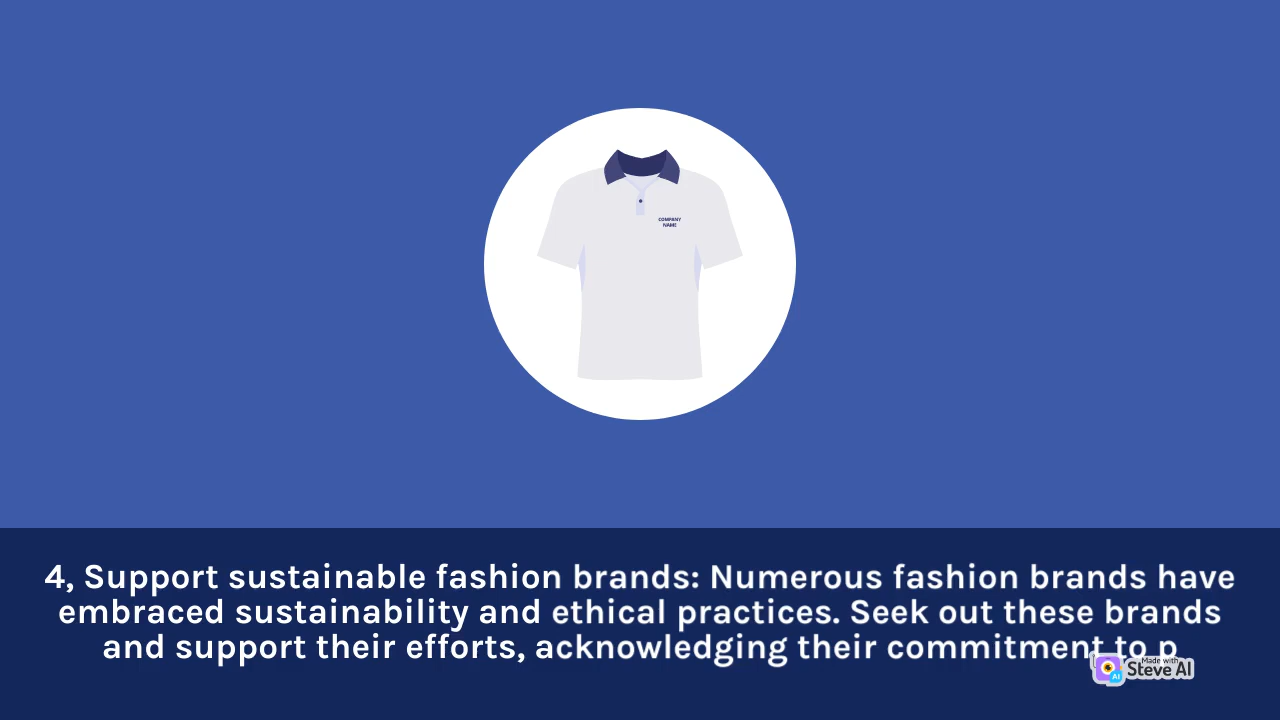 COMPANY
NAME
4, Support sustainable fashion brands: Numerous fashion brands have
embraced sustainability and ethical practices. Seek out these brands
and support their efforts, acknowledging their commitment to p
Made with
Steve AI
AI